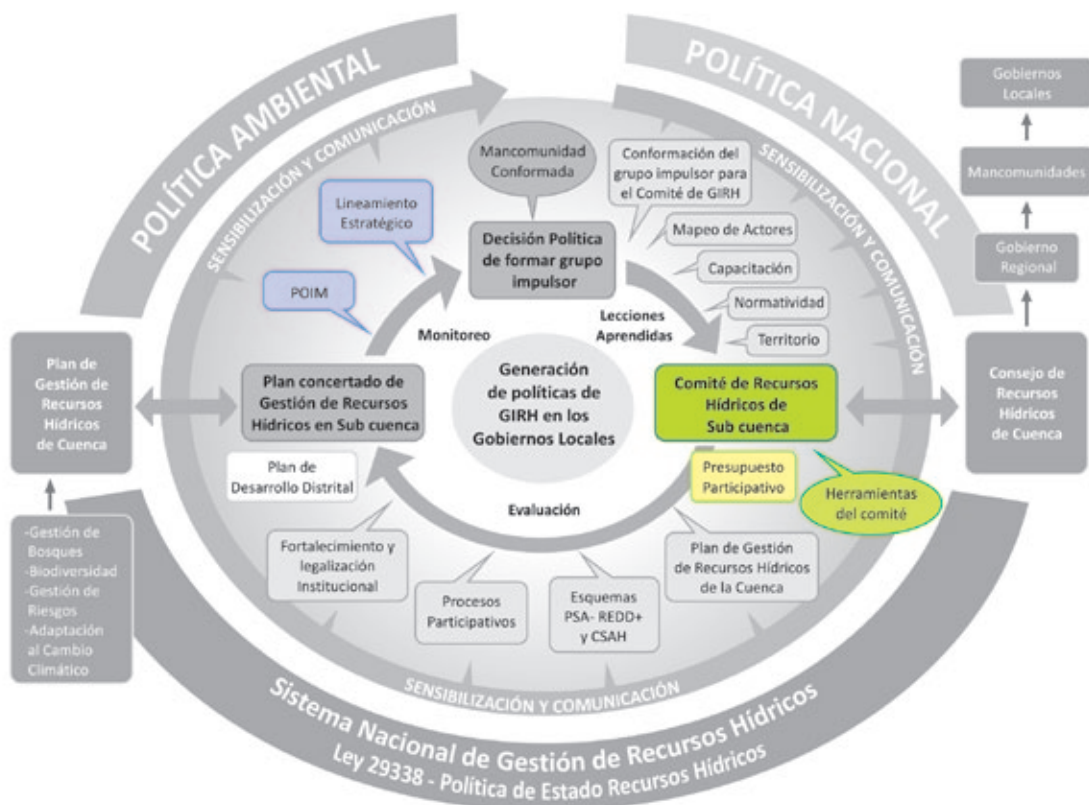 POLÍTICA AMBIENTAL
POLÍTICA NACIONAL
SENSIBILIZACIÓN Y COMUNICACIÓN
SENSIBILIZACIÓN Y COMUNICACIÓN
Gobiernos
Locales
Mancomunidades
Gobierno
Regional
Consejo de
Recursos
Hídricos
de Cuenca
Mancomunidad
Conformada
Conformación del
grupo impulsor para
el Comité de GIRH
Lineamiento
Estratégico
Decisión Política
de formar grupo
impulsor
Mapeo de Actores
Capacitación
POIM
Normatividad
Monitoreo
Lecciones
Aprendidas
Territorio
Plan de
Gestión de
Recursos
Hídricos
de Cuenca
Plan concertado de
Gestión de Recursos
Hídricos en Sub cuenca
Generación
de políticas de
GIRH en los
Gobiernos Locales
Comité de Recursos
Hídricos de
Sub cuenca
Plan de
Desarrollo Distrital
Presupuesto
Participativo
Herramientas
del comité
Evaluación
-Gestión de
Bosques
-Biodiversidad
-Gestión de
Riesgos
-Adaptación
al Cambio
Climático
Fortalecimiento y
legalización
Institucional
Procesos
Participativos
Esquemas
PSA- REDD+
y CSAH
Plan de Gestión
de Recursos Hídricos
de la Cuenca
SENSIBILIZACIÓN Y COMUNICACIÓN
Sistema Nacional de Gestión de Recursos Hídricos
Ley 29338 - Política de Estado Recursos Hídricos